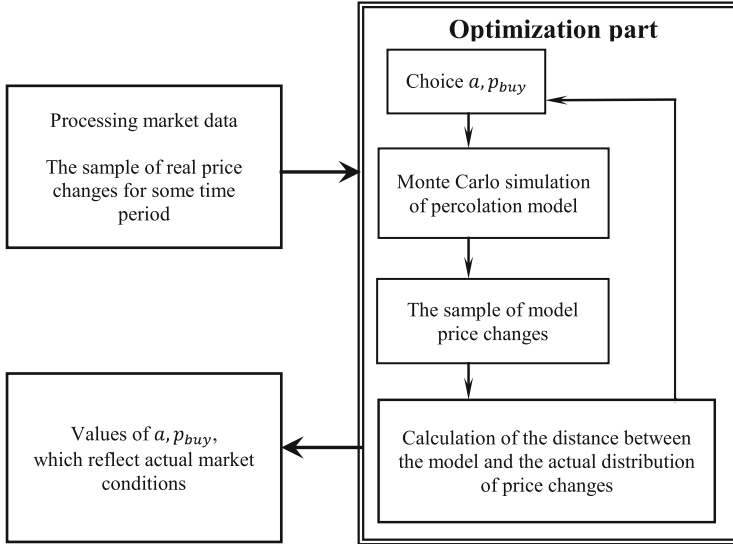 Optimization part
Processing market data
The sample of real price
changes for some time
period
Choice a, p_buy
Monte Carlo simulation
of percolation model
The sample of model
price changes
Calculation of the distance between
the model and the actual distribution
of price changes
Values of a, p_buy,
which reflect actual market
conditions